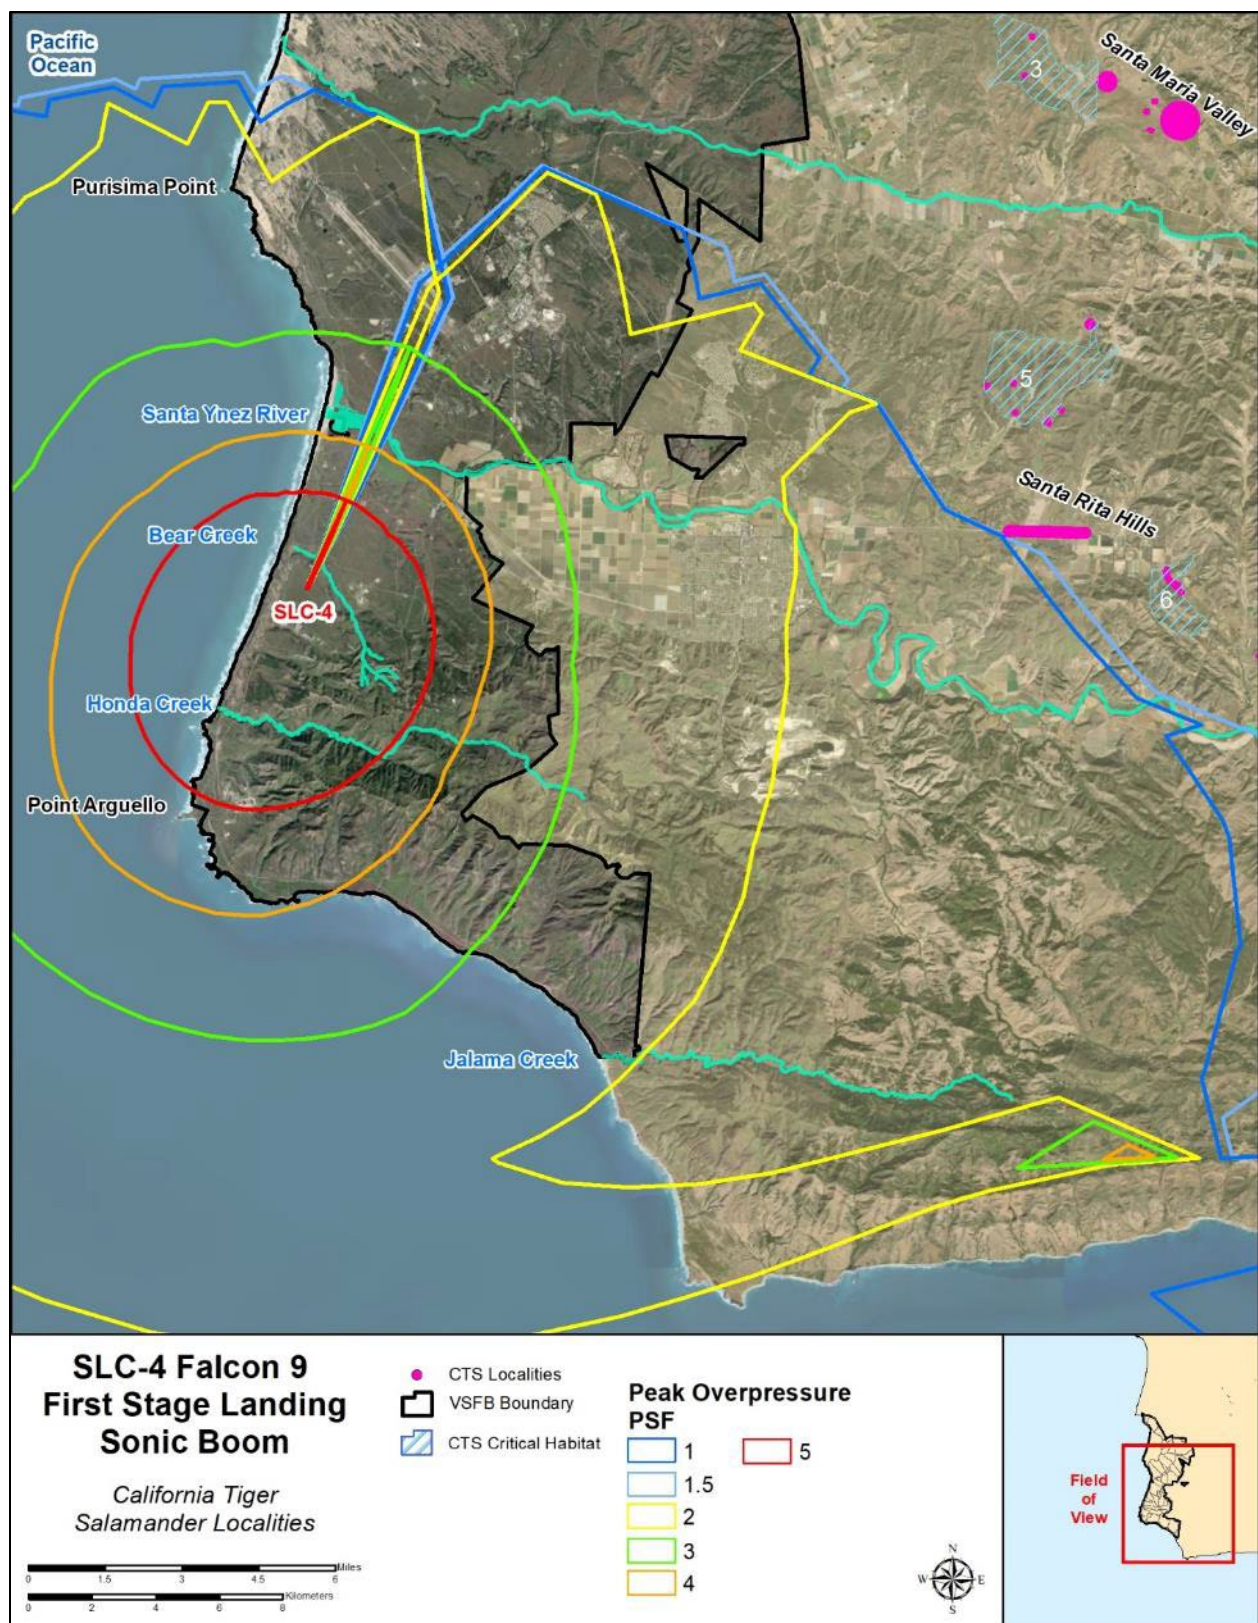 Pacific
Ocean
3
Santa Maria Valley
Purisima Point
Santa Ynez River
5
Bear Creek
Santa Rita Hills
6
SLC-4
Honda Creek
Point Arguello
Jalama Creek
SLC-4 Falcon 9
First Stage Landing
Sonic Boom
California Tiger
Salamander Localities
Miles
0 1.5 3 4.5 6
Kilometers
0 2 4 6 8
CTS Localities
VSFB Boundary
CTS Critical Habitat
Peak Overpressure
PSF
1
1.5
2
3
4
5
N
W E
S
Field
of
View